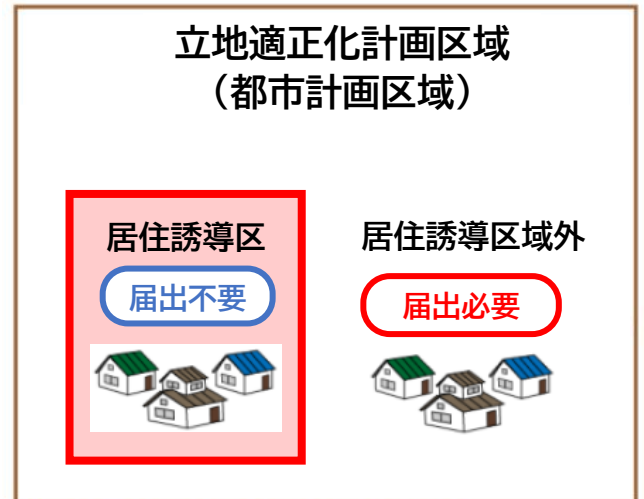 立地適正化計画区域
（都市計画区域）
居住誘導区
届出不要
居住誘導区域外
届出必要